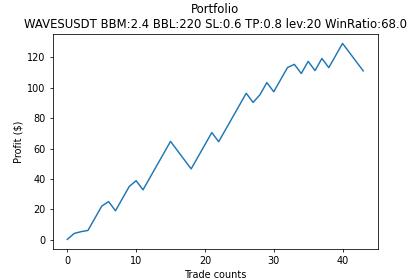 Portfolio
WAVESUSDT BBM:2.4 BBL:220 SL:0.6 TP:0.8 lev:20 WinRatio:68.0
120
100
80
60
40
20
0
Profit ($)
0 10 20 30 40
Trade counts